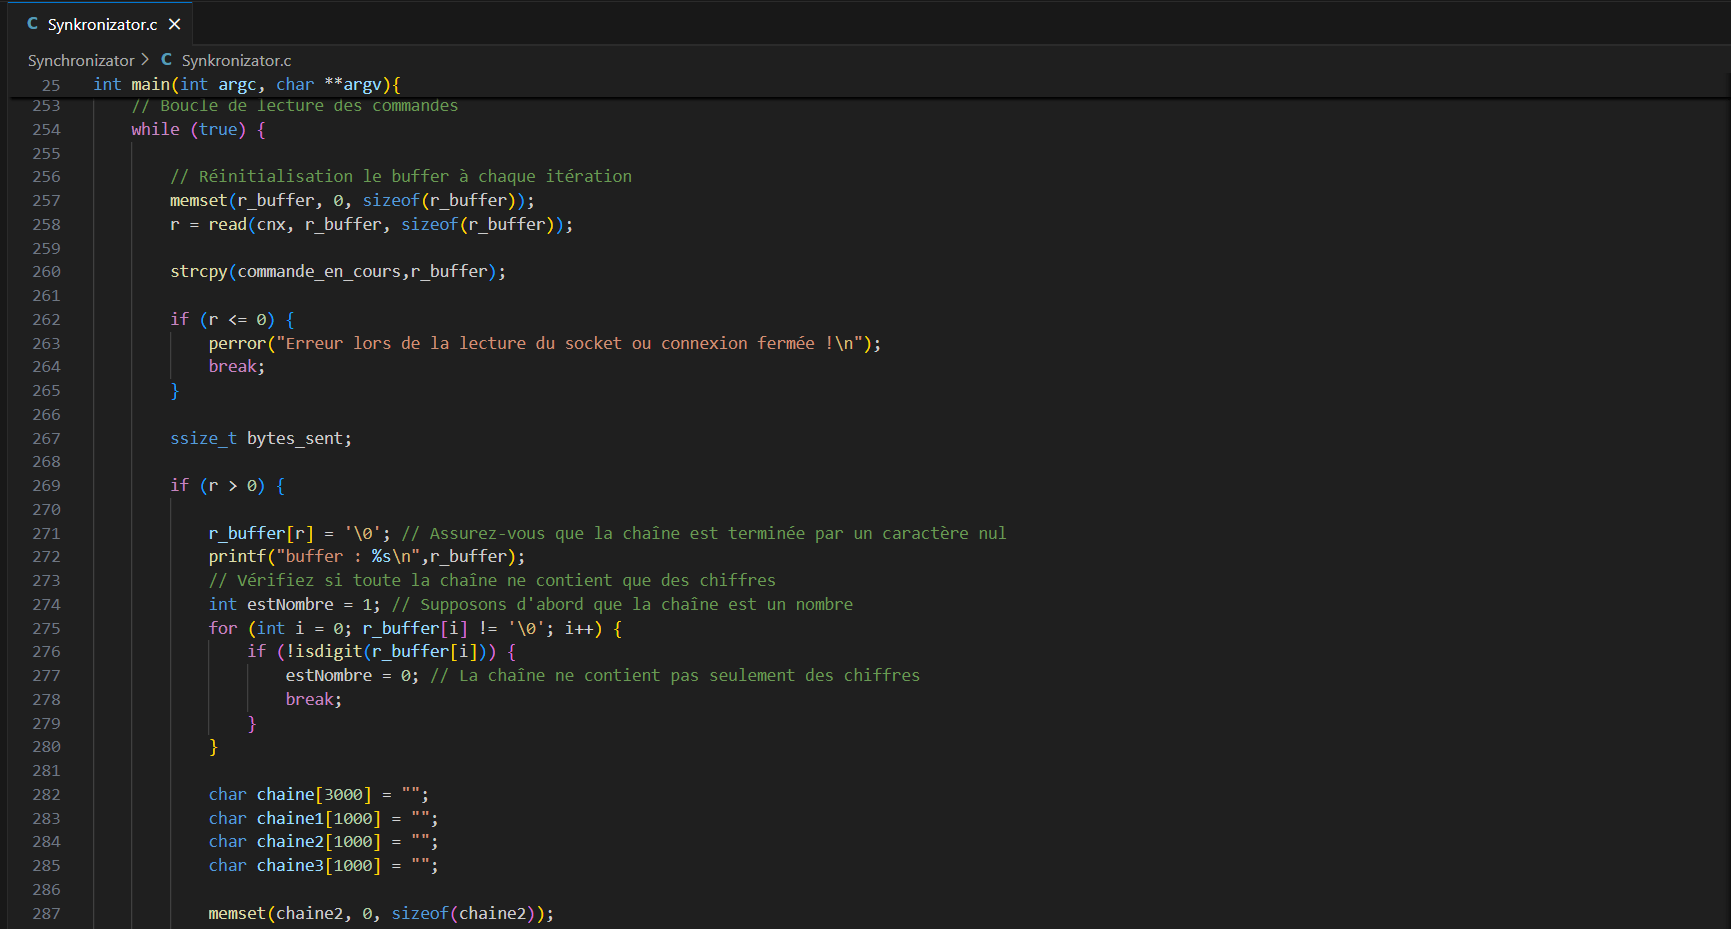 C Synkronizator.c ×
Synchronizator > C Synkronizator.c
25 int main(int argc, char **argv){
253 // Boucle de lecture des commandes
254 while (true) {
255
256 // Réinitialisation le buffer à chaque itération
257 memset(r_buffer, 0, sizeof(r_buffer));
258 r = read(cnx, r_buffer, sizeof(r_buffer));
259
260 strcpy(commande_en_cours,r_buffer);
261
262 if (r <= 0) {
263 perror("Erreur lors de la lecture du socket ou connexion fermée !\n");
264 break;
265 }
266
267 ssize_t bytes_sent;
268
269 if (r > 0) {
270
271 r_buffer[r] = '\0'; // Assurez-vous que la chaîne est terminée par un caractère nul
272 printf("buffer : %s\n",r_buffer);
273 // Vérifiez si toute la chaîne ne contient que des chiffres
274 int estNombre = 1; // Supposons d'abord que la chaîne est un nombre
275 for (int i = 0; r_buffer[i] != '\0'; i++) {
276 if (!isdigit(r_buffer[i])) {
277 estNombre = 0; // La chaîne ne contient pas seulement des chiffres
278 break;
279 }
280 }
281
282 char chaine[3000] = "";
283 char chaine1[1000] = "";
284 char chaine2[1000] = "";
285 char chaine3[1000] = "";
286
287 memset(chaine2, 0, sizeof(chaine2));